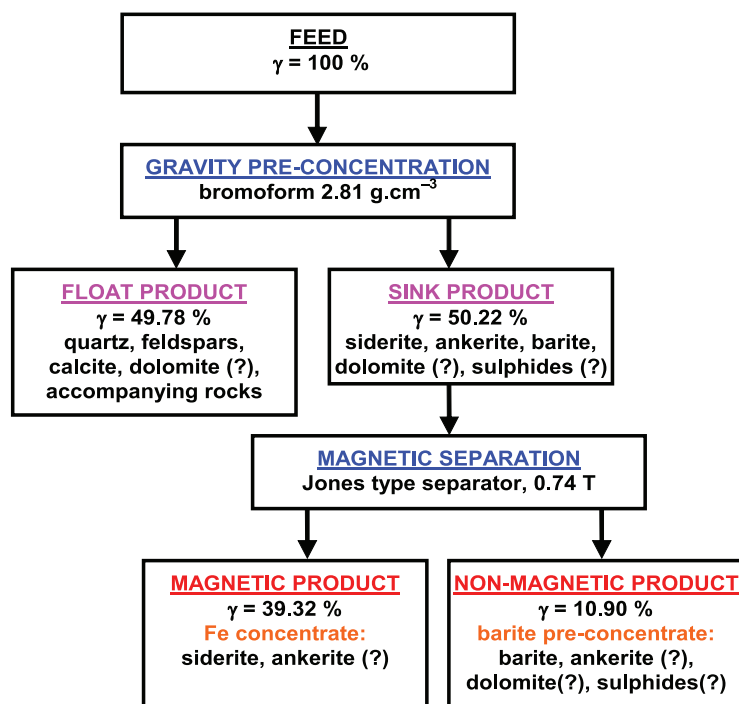 FEED
γ = 100 %
GRAVITY PRE-CONCENTRATION
bromoform 2.81 g.cm⁻³
FLOAT PRODUCT
γ = 49.78 %
quartz, feldspars,
calcite, dolomite (?),
accompanying rocks
SINK PRODUCT
γ = 50.22 %
siderite, ankerite, barite,
dolomite (?), sulphides (?)
MAGNETIC SEPARATION
Jones type separator, 0.74 T
MAGNETIC PRODUCT
γ = 39.32 %
Fe concentrate:
siderite, ankerite (?)
NON-MAGNETIC PRODUCT
γ = 10.90 %
barite pre-concentrate:
barite, ankerite (?),
dolomite(?), sulphides(?)